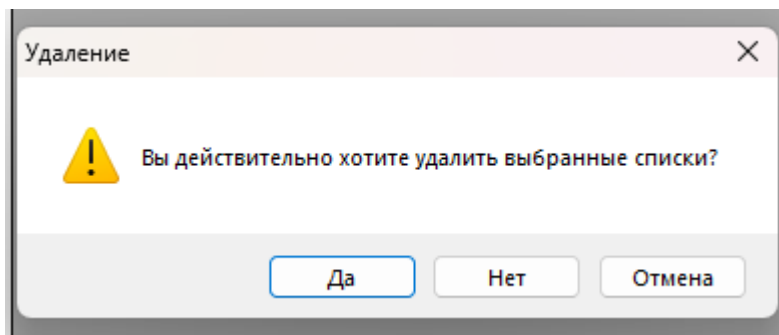 Удаление
Вы действительно хотите удалить выбранные списки?
Да Нет Отмена